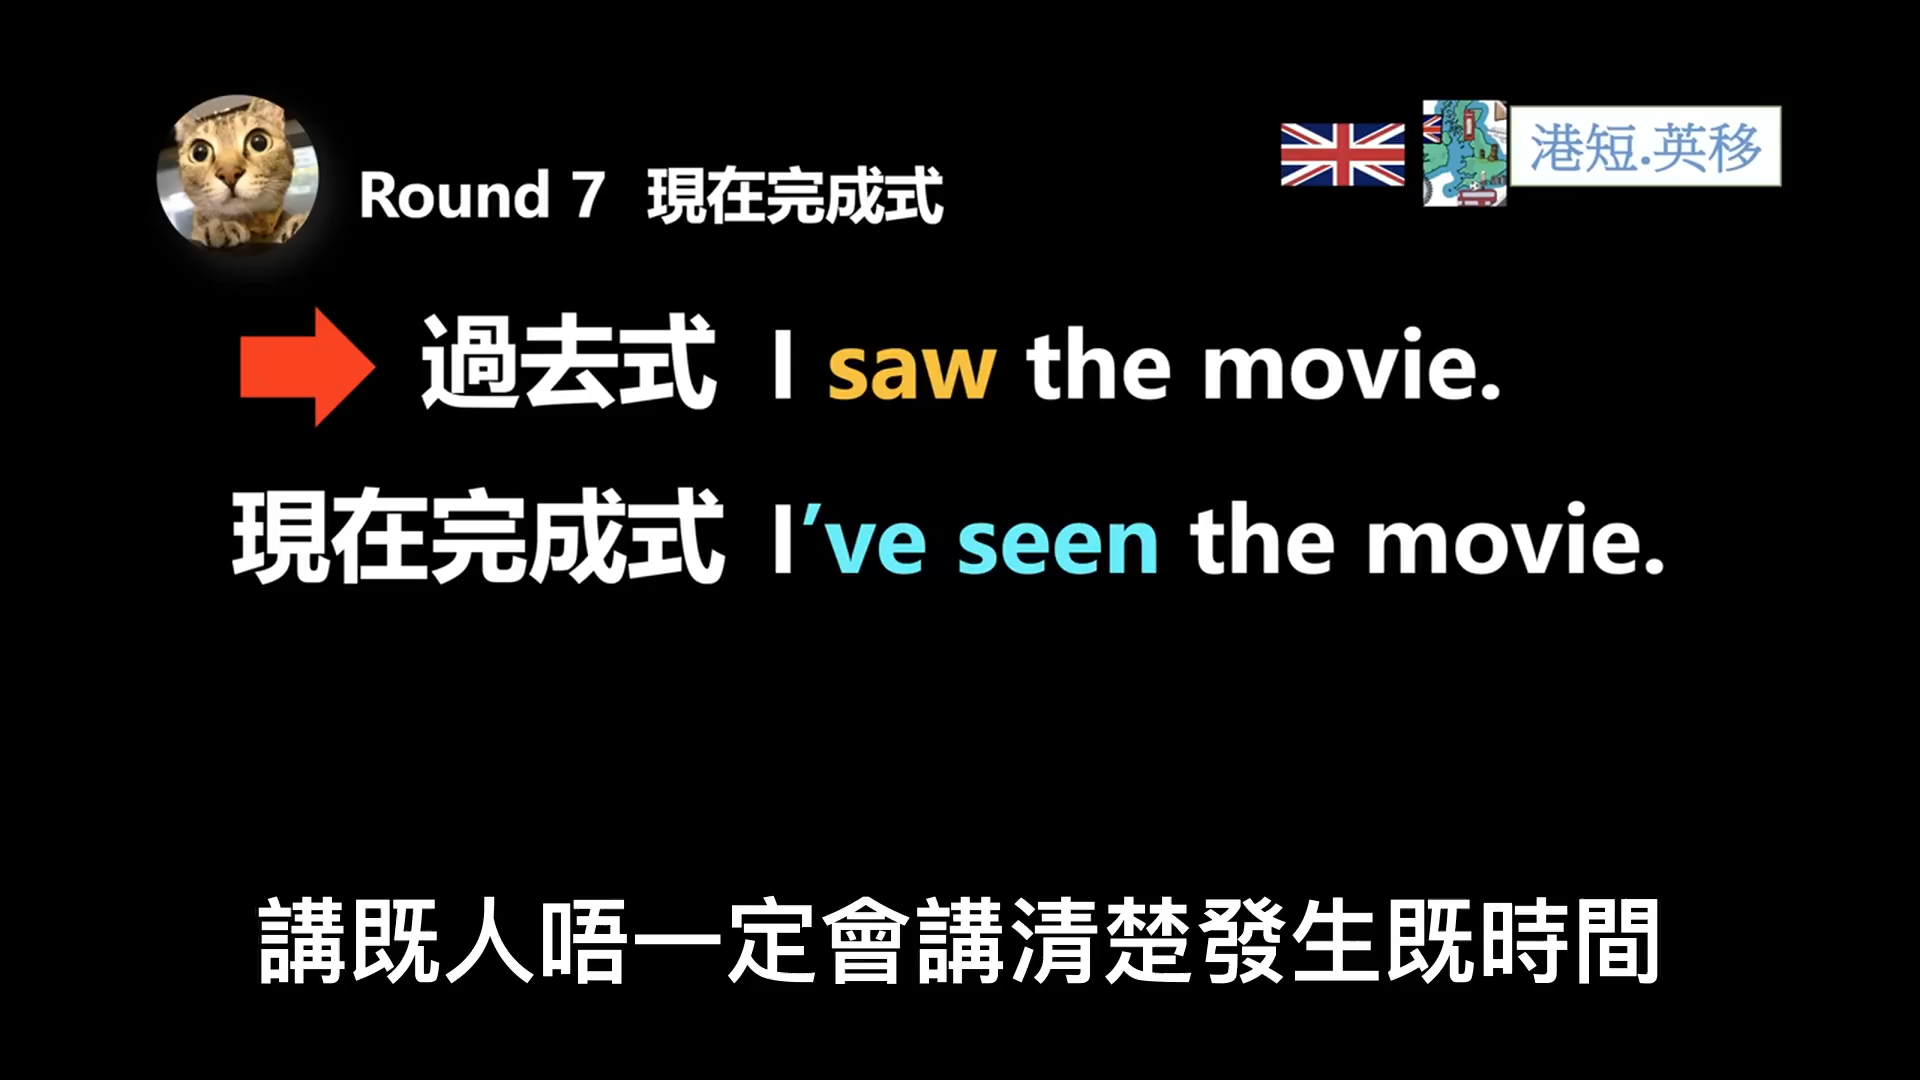 Round 7 現在完成式
港短.英移
過去式 I saw the movie.
現在完成式 I’ve seen the movie.
講既人唔一定會講清楚發生既時間